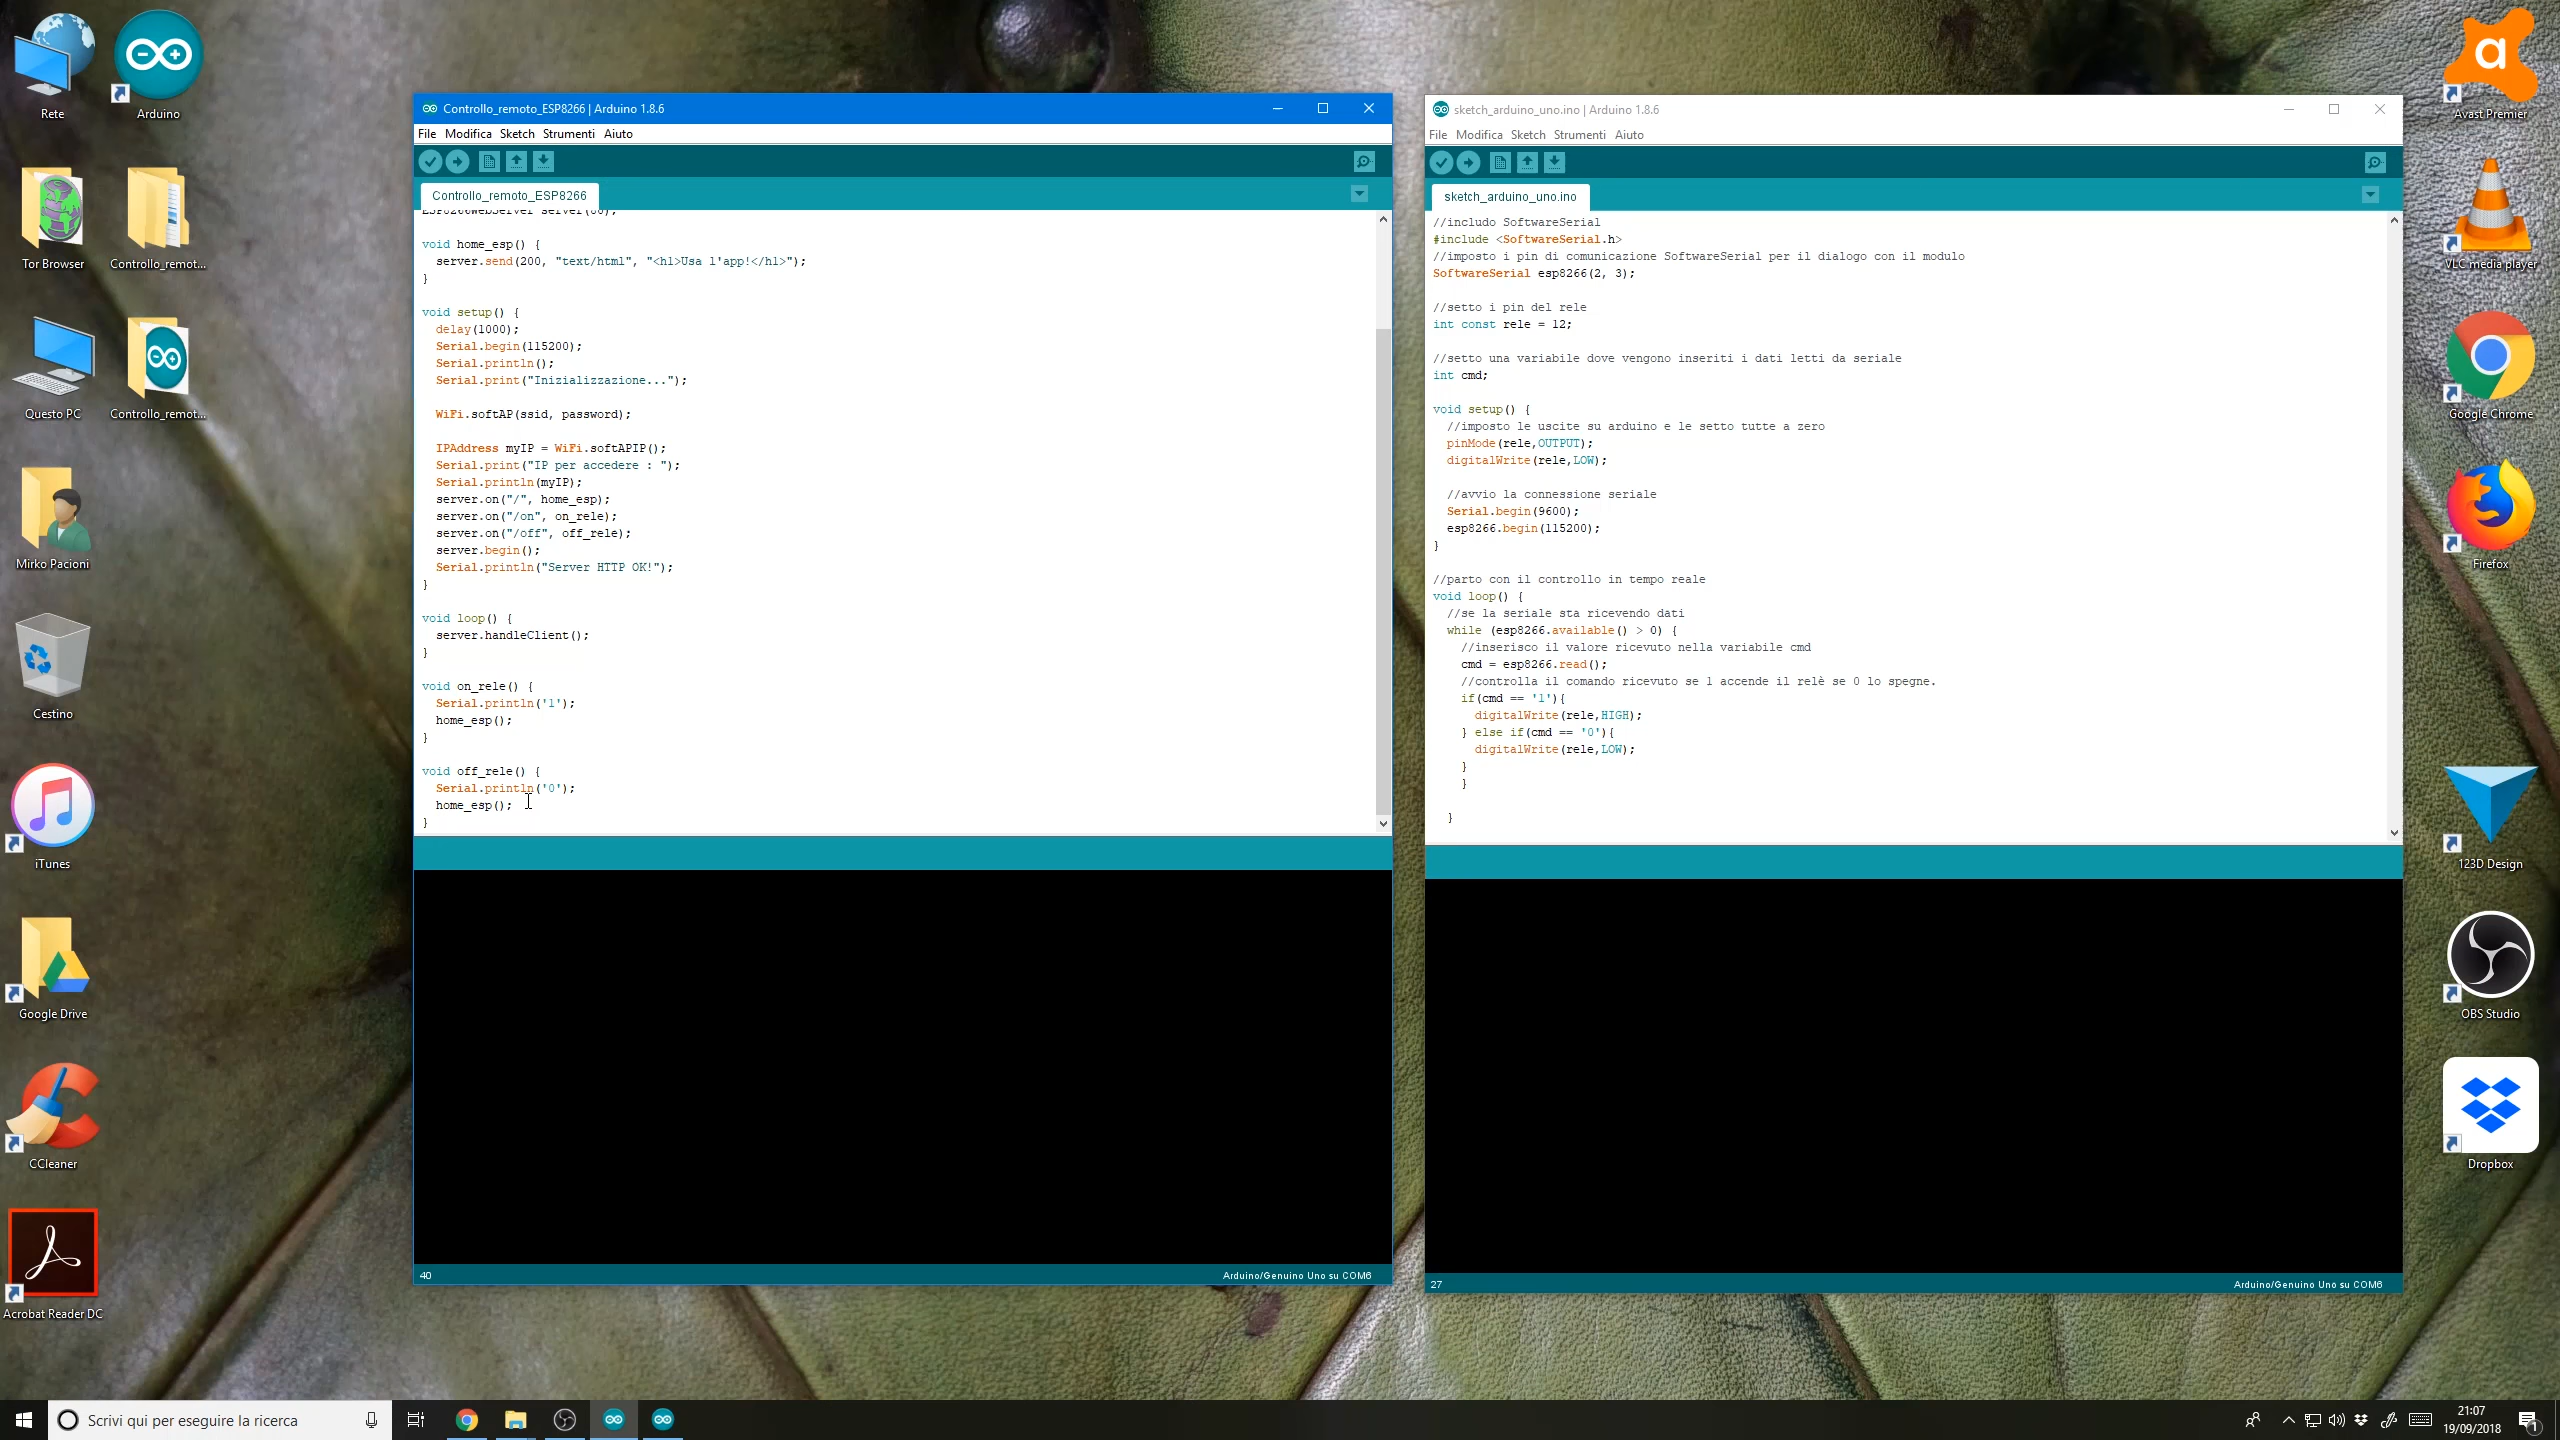 Rete
Arduino
Tor Browser
Controllo_remot...
Questo PC
Controllo_remot...
Mirko Pacioni
Cestino
iTunes
Google Drive
CCleaner
Acrobat Reader DC
Controllo_remoto_ESP8266 | Arduino 1.8.6
File Modifica Sketch Strumenti Aiuto
Controllo_remoto_ESP8266
ESP8266WebServer server(80);
void home_esp() {
server.send(200, "text/html", "<h1>Usa l'app!</h1>");
}
void setup() {
delay(1000);
Serial.begin(115200);
Serial.println();
Serial.print("Inizializzazione...");
WiFi.softAP(ssid, password);
IPAddress myIP = WiFi.softAPIP();
Serial.print("IP per accedere : ");
Serial.println(myIP);
server.on("/", home_esp);
server.on("/on", on_rele);
server.on("/off", off_rele);
server.begin();
Serial.println("Server HTTP OK!");
}
void loop() {
server.handleClient();
}
void on_rele() {
Serial.println('1');
home_esp();
}
void off_rele() {
Serial.println('0');
home_esp();
}
40
Arduino/Genuino Uno su COM6
sketch_arduino_uno.ino | Arduino 1.8.6
File Modifica Sketch Strumenti Aiuto
sketch_arduino_uno.ino
//includo SoftwareSerial
#include <SoftwareSerial.h>
//imposto i pin di comunicazione SoftwareSerial per il dialogo con il modulo
SoftwareSerial esp8266(2, 3);
//setto i pin del rele
int const rele = 12;
//setto una variabile dove vengono inseriti i dati letti da seriale
int cmd;
void setup() {
//imposto le uscite su arduino e le setto tutte a zero
pinMode(rele,OUTPUT);
digitalWrite(rele,LOW);
//avvio la connessione seriale
Serial.begin(9600);
esp8266.begin(115200);
}
//parto con il controllo in tempo reale
void loop() {
//se la seriale sta ricevendo dati
while (esp8266.available() > 0) {
//inserisco il valore ricevuto nella variabile cmd
cmd = esp8266.read();
//controlla il comando ricevuto se 1 accende il relè se 0 lo spegne.
if(cmd == '1'){
digitalWrite(rele,HIGH);
} else if(cmd == '0'){
digitalWrite(rele,LOW);
}
}
}
27
Arduino/Genuino Uno su COM6
a
Avast Premier
VLC media player
Google Chrome
Firefox
123D Design
OBS Studio
Dropbox
Scrivi qui per eseguire la ricerca
21:07
19/09/2018
1